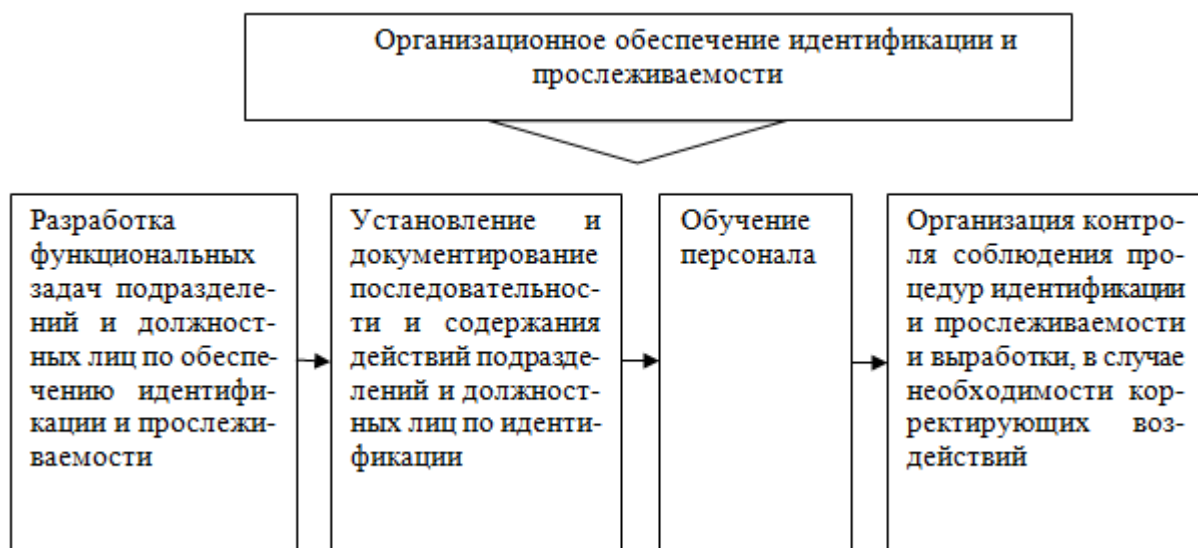 Организационное обеспечение идентификации и
прослеживаемости
Разработка
функциональных
задач подразделе-
ний и должност-
ных лиц по обеспе-
чению идентифи-
кации и прослежи-
ваемости
Установление и
документирование
последовательнос-
ти и содержания
действий подразде-
лений и должност-
ных лиц по иденти-
фикации
Обучение
персонала
Организация контро-
ля соблюдения про-
цедур идентификации
и прослеживаемости
и выработки, в случае
необходимости кор-
ректирующих воз-
действий